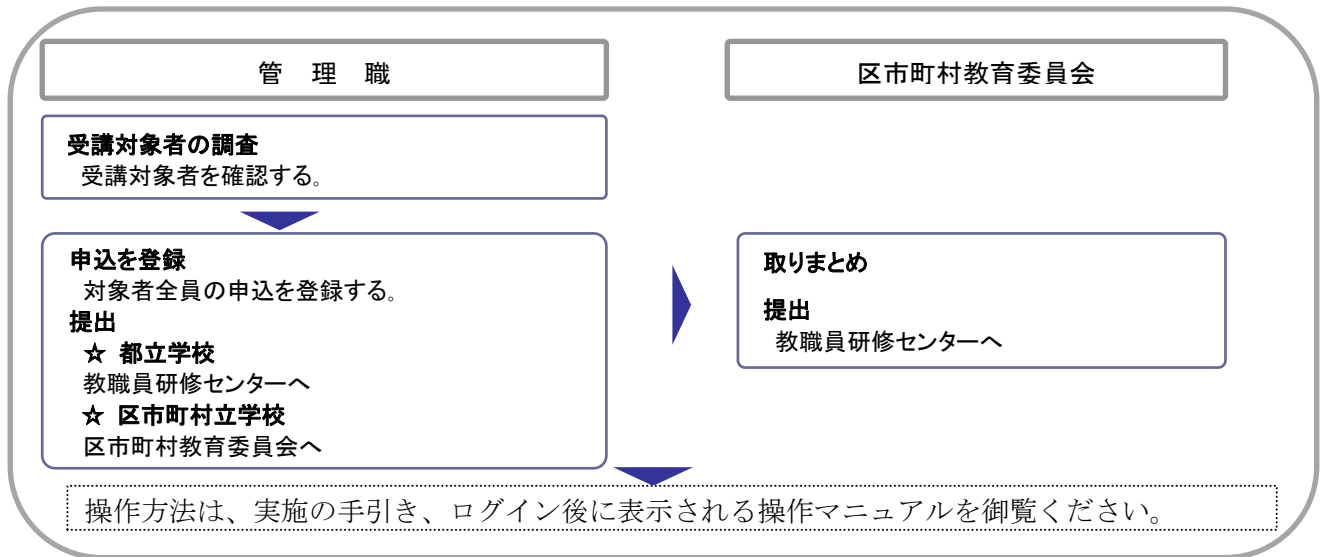 管 理 職
区市町村教育委員会
受講対象者の調査
受講対象者を確認する。
申込を登録
対象者全員の申込を登録する。
提出
☆ 都立学校
教職員研修センターへ
☆ 区市町村立学校
区市町村教育委員会へ
取りまとめ
提出
教職員研修センターへ
操作方法は、実施の手引き、ログイン後に表示される操作マニュアルを御覧ください。